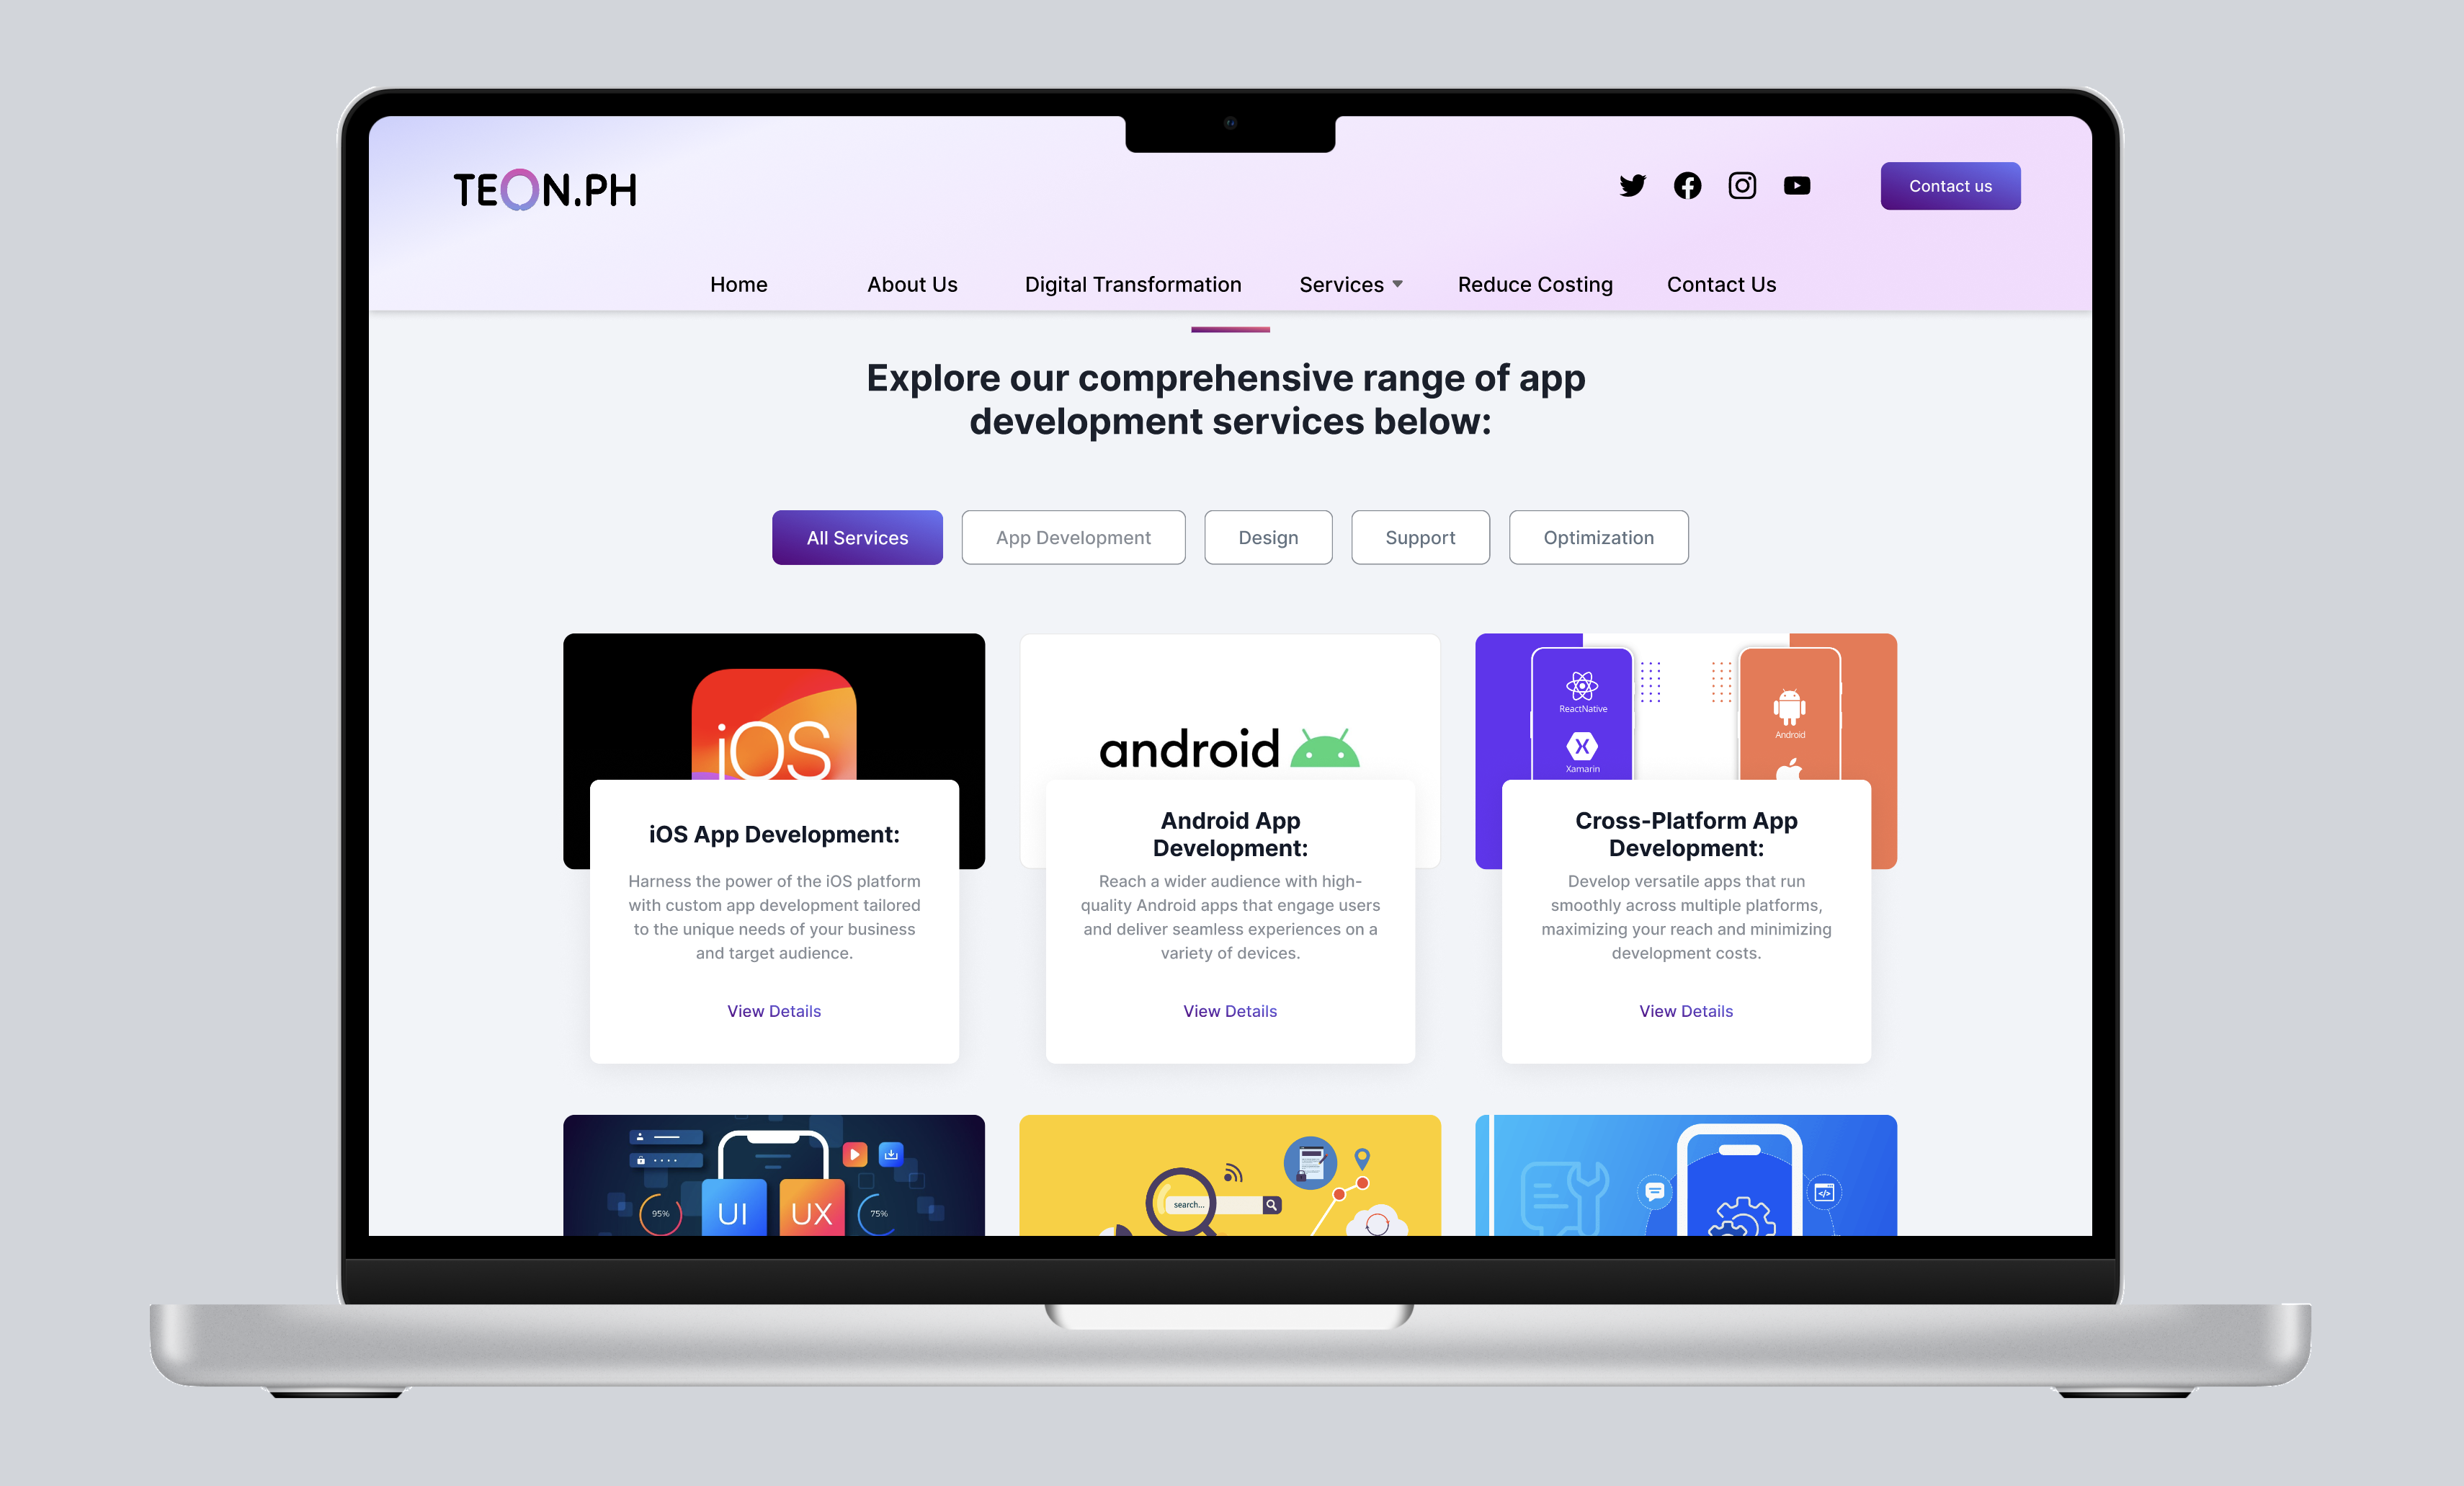 TEON.PH
Contact us
Home About Us Digital Transformation Services Reduce Costing Contact Us
Explore our comprehensive range of app
development services below:
All Services App Development Design Support Optimization
iOS
iOS App Development:
Harness the power of the iOS platform
with custom app development tailored
to the unique needs of your business
and target audience.
View Details
android
Android App
Development:
Reach a wider audience with high-
quality Android apps that engage users
and deliver seamless experiences on a
variety of devices.
View Details
ReactNative
Xamarin
Android
Cross-Platform App
Development:
Develop versatile apps that run
smoothly across multiple platforms,
maximizing your reach and minimizing
development costs.
View Details
95%
UI
UX
75%
search...
</>